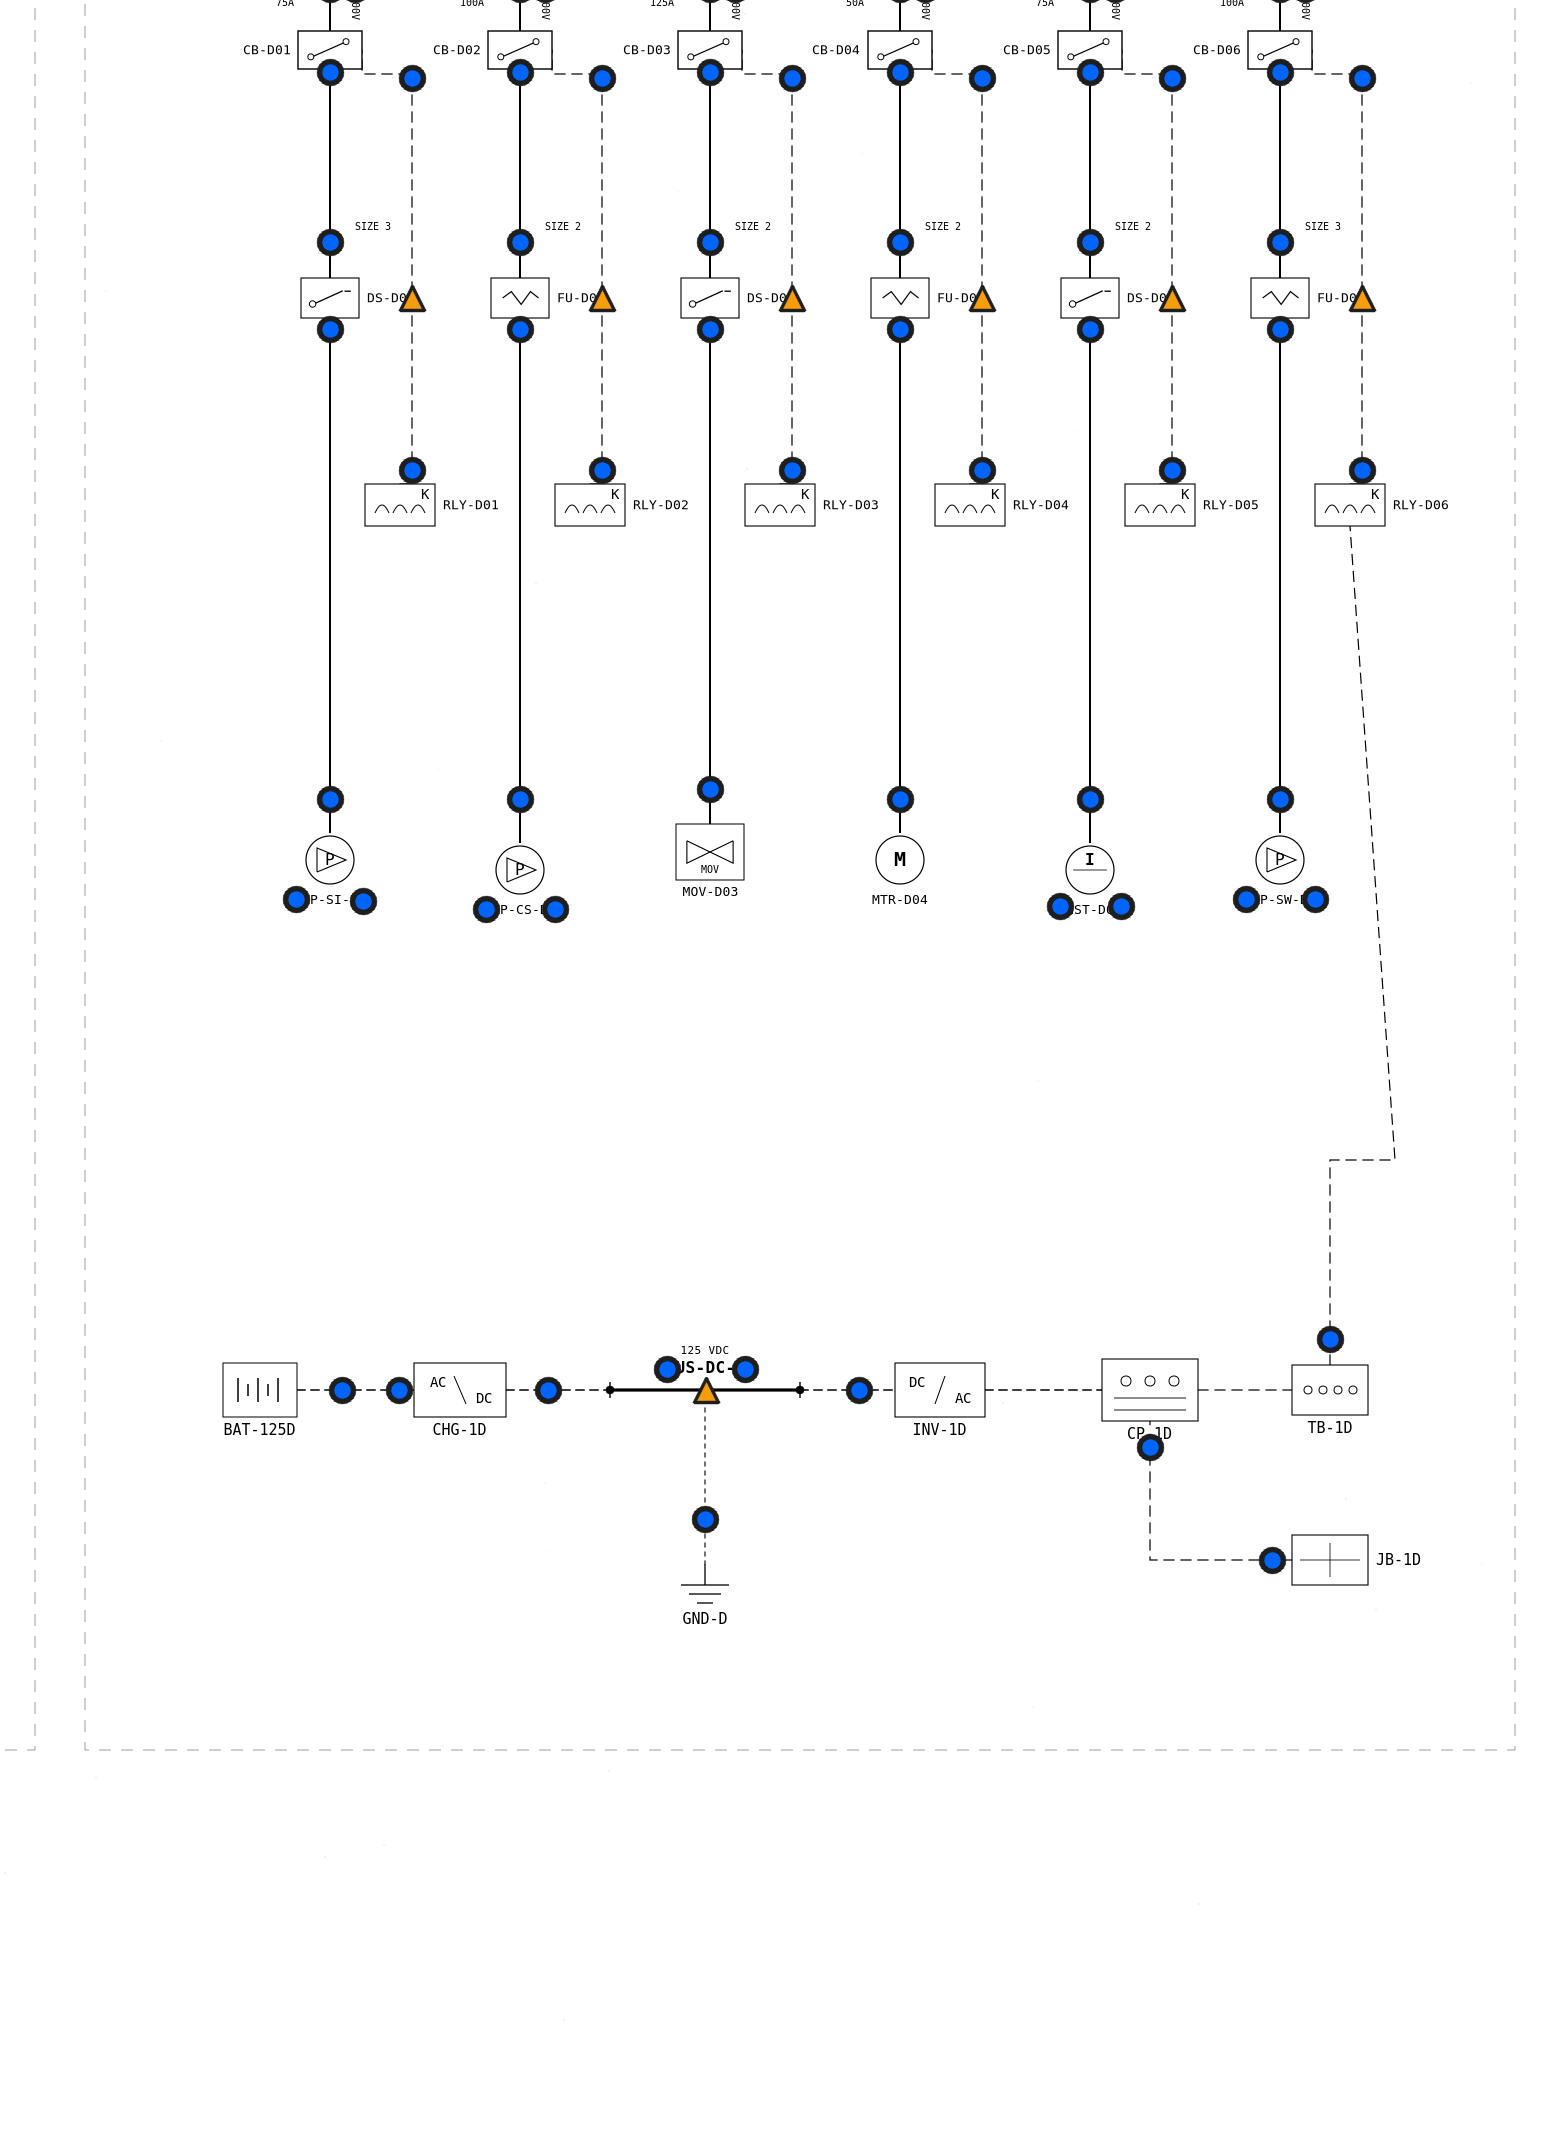 75A
100A
125A
50A
75A
100A
CB-D01
CB-D02
CB-D03
CB-D04
CB-D05
CB-D06
SIZE 3
SIZE 2
SIZE 2
SIZE 2
SIZE 2
SIZE 3
K
RLY-D01
K
RLY-D02
K
RLY-D03
K
RLY-D04
K
RLY-D05
K
RLY-D06
P
P
MOV
MOV-D03
M
MTR-D04
I
P
125 VDC
BAT-125D
AC
DC
CHG-1D
DC
AC
INV-1D
TB-1D
JB-1D
GND-D